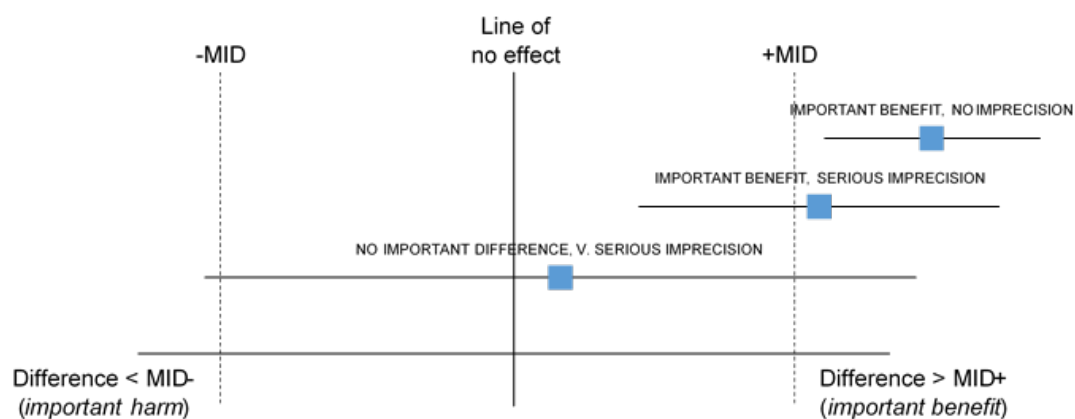 Line of
no effect
-MID
+MID
IMPORTANT BENEFIT, NO IMPRECISION
IMPORTANT BENEFIT, SERIOUS IMPRECISION
NO IMPORTANT DIFFERENCE, V. SERIOUS IMPRECISION
Difference < MID-
(important harm)
Difference > MID+
(important benefit)